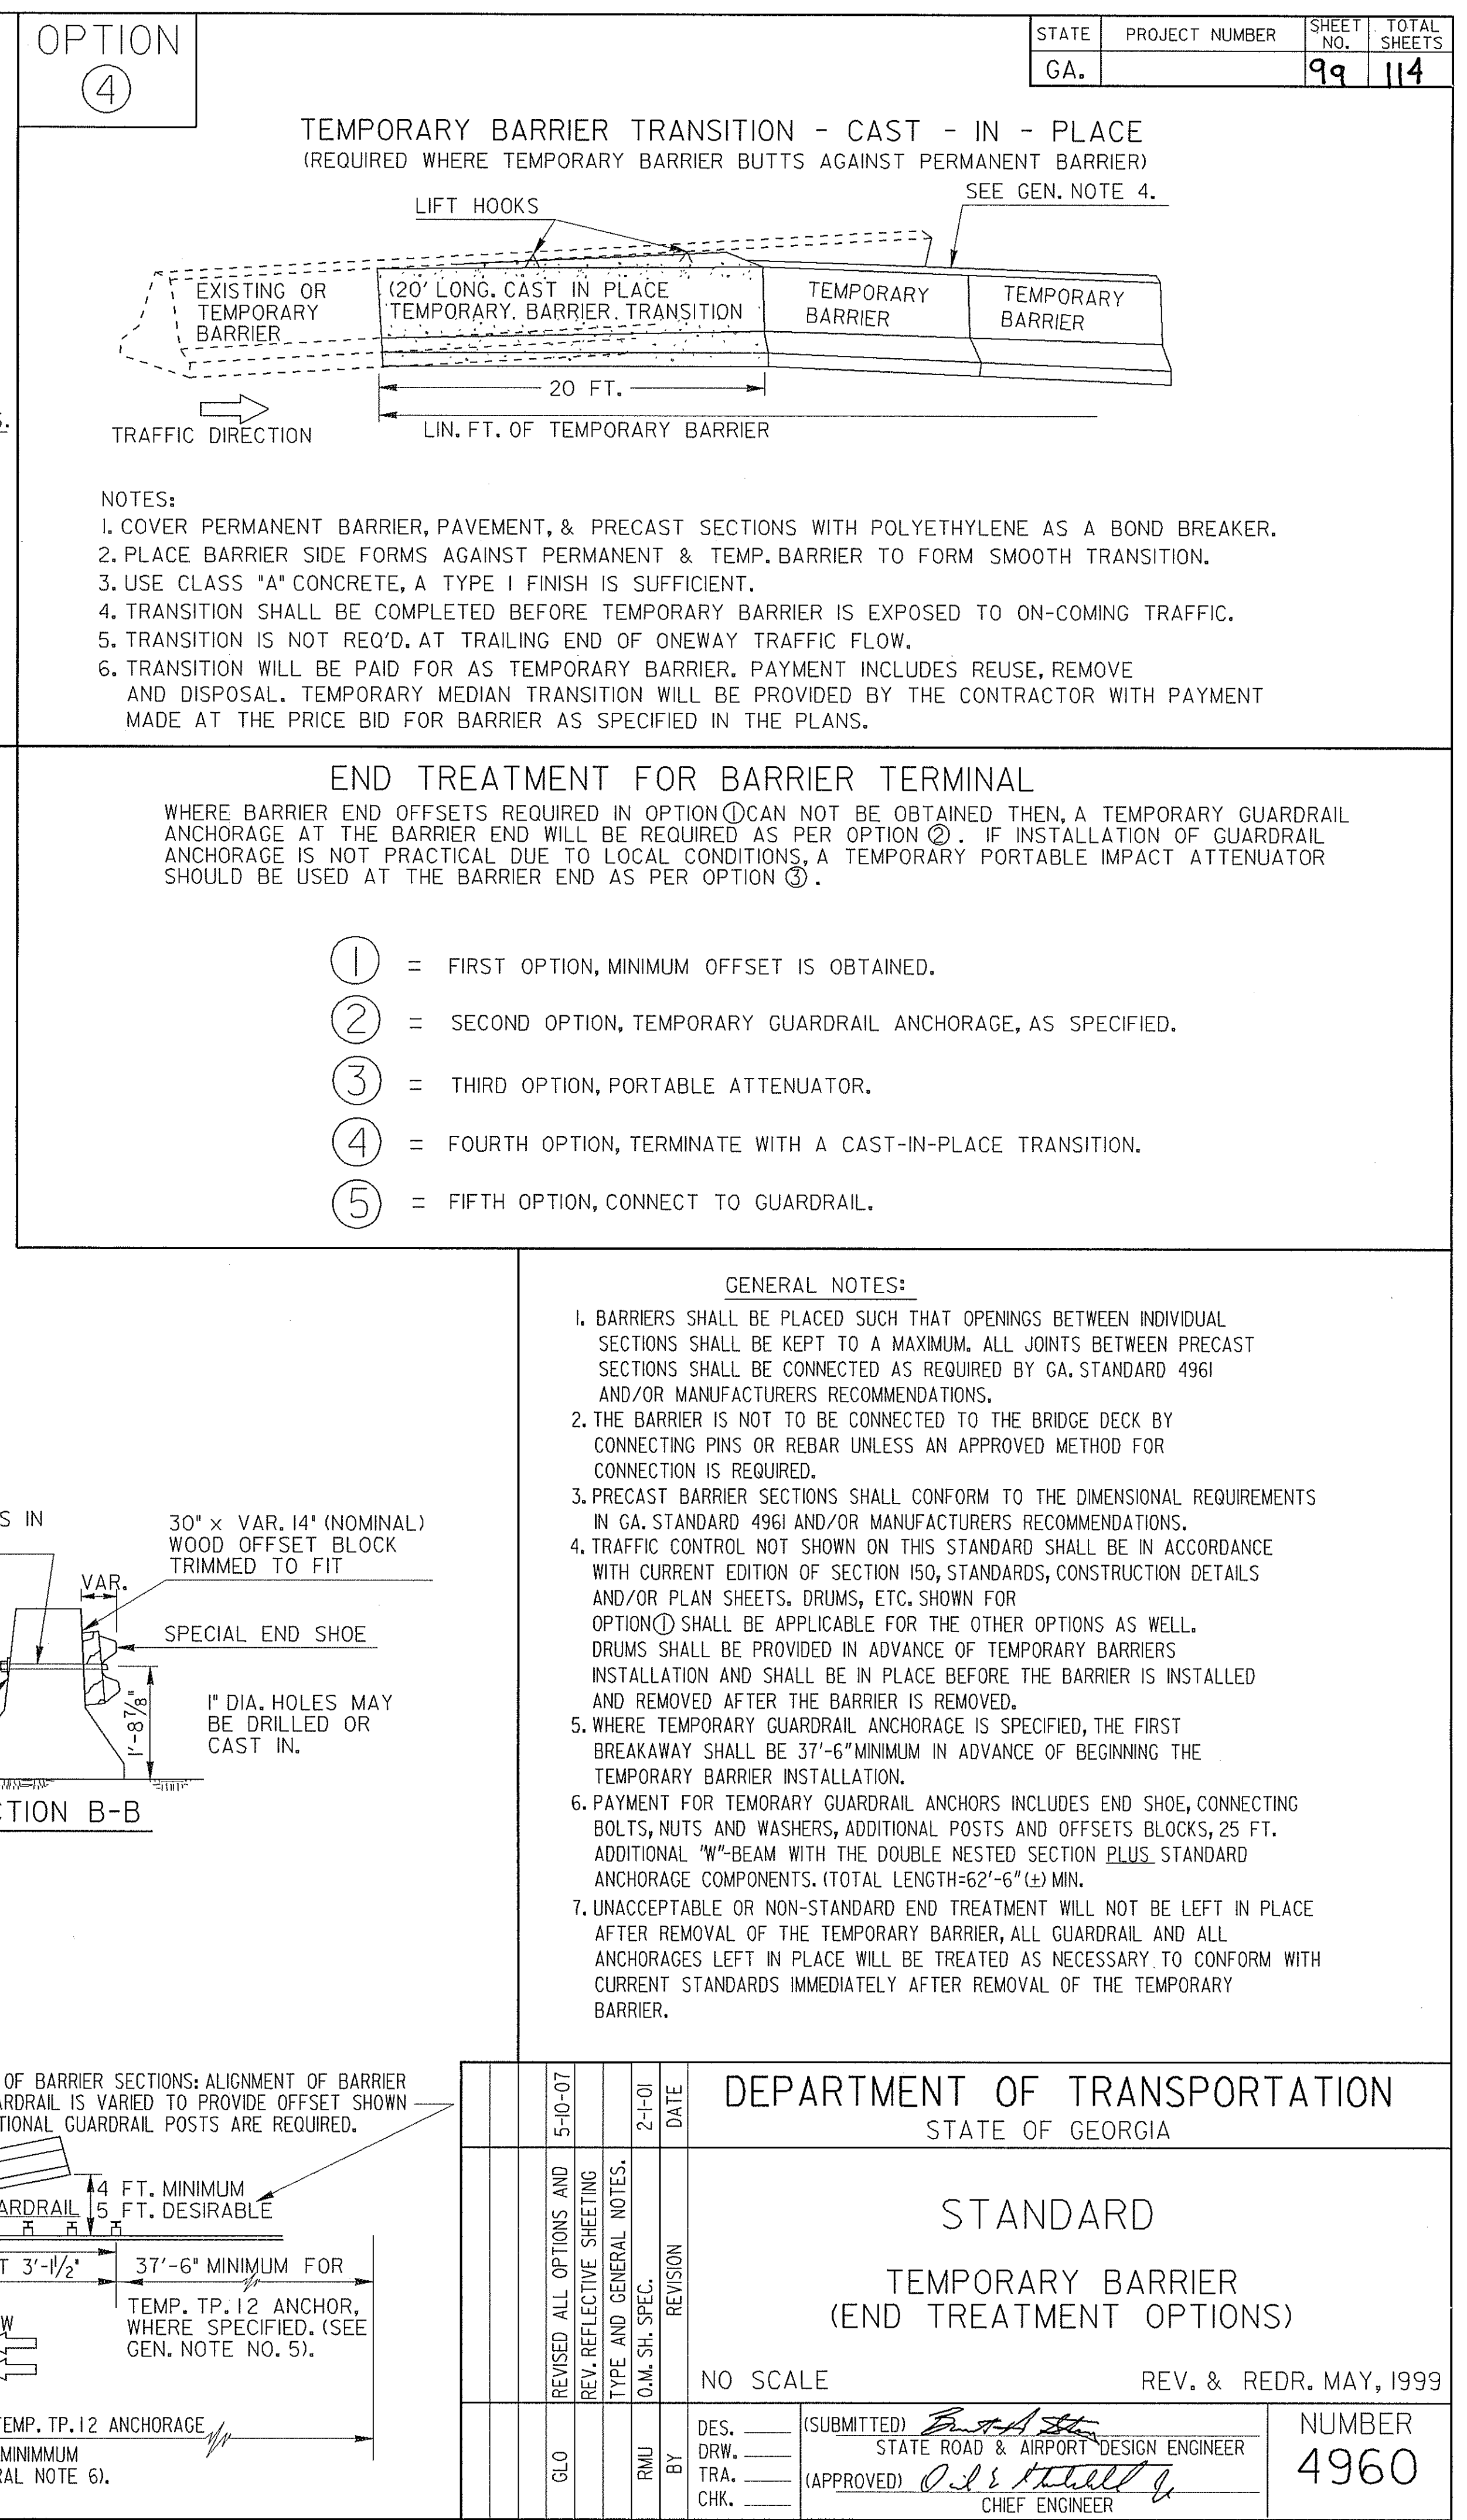 OPTION
4
STATE PROJECT NUMBER SHEET NO. TOTAL SHEETS
GA. 99 114
TEMPORARY BARRIER TRANSITION - CAST - IN - PLACE
(REQUIRED WHERE TEMPORARY BARRIER BUTTS AGAINST PERMANENT BARRIER)
SEE GEN. NOTE 4.
LIFT HOOKS
EXISTING OR
TEMPORARY
BARRIER
(20' LONG. CAST IN PLACE
TEMPORARY. BARRIER. TRANSITION
TEMPORARY
BARRIER
TEMPORARY
BARRIER
20 FT.
TRAFFIC DIRECTION
LIN. FT. OF TEMPORARY BARRIER
S.
NOTES:
1. COVER PERMANENT BARRIER, PAVEMENT, & PRECAST SECTIONS WITH POLYETHYLENE AS A BOND BREAKER.
2. PLACE BARRIER SIDE FORMS AGAINST PERMANENT & TEMP. BARRIER TO FORM SMOOTH TRANSITION.
3. USE CLASS "A" CONCRETE, A TYPE I FINISH IS SUFFICIENT.
4. TRANSITION SHALL BE COMPLETED BEFORE TEMPORARY BARRIER IS EXPOSED TO ON-COMING TRAFFIC.
5. TRANSITION IS NOT REQ'D. AT TRAILING END OF ONEWAY TRAFFIC FLOW.
6. TRANSITION WILL BE PAID FOR AS TEMPORARY BARRIER. PAYMENT INCLUDES REUSE, REMOVE
AND DISPOSAL. TEMPORARY MEDIAN TRANSITION WILL BE PROVIDED BY THE CONTRACTOR WITH PAYMENT
MADE AT THE PRICE BID FOR BARRIER AS SPECIFIED IN THE PLANS.
END TREATMENT FOR BARRIER TERMINAL
WHERE BARRIER END OFFSETS REQUIRED IN OPTION ① CAN NOT BE OBTAINED THEN, A TEMPORARY GUARDRAIL
ANCHORAGE AT THE BARRIER END WILL BE REQUIRED AS PER OPTION ②. IF INSTALLATION OF GUARDRAIL
ANCHORAGE IS NOT PRACTICAL DUE TO LOCAL CONDITIONS, A TEMPORARY PORTABLE IMPACT ATTENUATOR
SHOULD BE USED AT THE BARRIER END AS PER OPTION ③.
① = FIRST OPTION, MINIMUM OFFSET IS OBTAINED.
② = SECOND OPTION, TEMPORARY GUARDRAIL ANCHORAGE, AS SPECIFIED.
③ = THIRD OPTION, PORTABLE ATTENUATOR.
④ = FOURTH OPTION, TERMINATE WITH A CAST-IN-PLACE TRANSITION.
⑤ = FIFTH OPTION, CONNECT TO GUARDRAIL.
GENERAL NOTES:
1. BARRIERS SHALL BE PLACED SUCH THAT OPENINGS BETWEEN INDIVIDUAL
SECTIONS SHALL BE KEPT TO A MAXIMUM. ALL JOINTS BETWEEN PRECAST
SECTIONS SHALL BE CONNECTED AS REQUIRED BY GA. STANDARD 4961
AND/OR MANUFACTURERS RECOMMENDATIONS.
2. THE BARRIER IS NOT TO BE CONNECTED TO THE BRIDGE DECK BY
CONNECTING PINS OR REBAR UNLESS AN APPROVED METHOD FOR
CONNECTION IS REQUIRED.
3. PRECAST BARRIER SECTIONS SHALL CONFORM TO THE DIMENSIONAL REQUIREMENTS
IN GA. STANDARD 4961 AND/OR MANUFACTURERS RECOMMENDATIONS.
4. TRAFFIC CONTROL NOT SHOWN ON THIS STANDARD SHALL BE IN ACCORDANCE
WITH CURRENT EDITION OF SECTION 150, STANDARDS, CONSTRUCTION DETAILS
AND/OR PLAN SHEETS. DRUMS, ETC. SHOWN FOR
OPTION ① SHALL BE APPLICABLE FOR THE OTHER OPTIONS AS WELL.
DRUMS SHALL BE PROVIDED IN ADVANCE OF TEMPORARY BARRIERS
INSTALLATION AND SHALL BE IN PLACE BEFORE THE BARRIER IS INSTALLED
AND REMOVED AFTER THE BARRIER IS REMOVED.
5. WHERE TEMPORARY GUARDRAIL ANCHORAGE IS SPECIFIED, THE FIRST
BREAKAWAY SHALL BE 37'-6" MINIMUM IN ADVANCE OF BEGINNING THE
TEMPORARY BARRIER INSTALLATION.
6. PAYMENT FOR TEMORARY GUARDRAIL ANCHORS INCLUDES END SHOE, CONNECTING
BOLTS, NUTS AND WASHERS, ADDITIONAL POSTS AND OFFSETS BLOCKS, 25 FT.
ADDITIONAL "W"-BEAM WITH THE DOUBLE NESTED SECTION PLUS STANDARD
ANCHORAGE COMPONENTS. (TOTAL LENGTH=62'-6" (±) MIN.
7. UNACCEPTABLE OR NON-STANDARD END TREATMENT WILL NOT BE LEFT IN PLACE
AFTER REMOVAL OF THE TEMPORARY BARRIER, ALL GUARDRAIL AND ALL
ANCHORAGES LEFT IN PLACE WILL BE TREATED AS NECESSARY TO CONFORM WITH
CURRENT STANDARDS IMMEDIATELY AFTER REMOVAL OF THE TEMPORARY
BARRIER.
S IN
30" X VAR. 14" (NOMINAL)
WOOD OFFSET BLOCK
TRIMMED TO FIT
VAR.
SPECIAL END SHOE
1" DIA. HOLES MAY
BE DRILLED OR
CAST IN.
1'-8 7/8"
CTION B-B
OF BARRIER SECTIONS: ALIGNMENT OF BARRIER
ARDRAIL IS VARIED TO PROVIDE OFFSET SHOWN
TIONAL GUARDRAIL POSTS ARE REQUIRED.
4 FT. MINIMUM
ARDRAIL 5 FT. DESIRABLE
T 3'-1 1/2" 37'-6" MINIMUM FOR
TEMP. TP. 12 ANCHOR,
WHERE SPECIFIED. (SEE
GEN. NOTE NO. 5).
W
TEMP. TP. 12 ANCHORAGE
MINIMMUM
RAL NOTE 6).
5-10-07
2-1-01
DATE
REVISED ALL OPTIONS AND
REV. REFLECTIVE SHEETING
TYPE AND GENERAL NOTES.
O.M. SH. SPEC.
REVISION
GLO
RMU
BY
DEPARTMENT OF TRANSPORTATION
STATE OF GEORGIA
STANDARD
TEMPORARY BARRIER
(END TREATMENT OPTIONS)
NO SCALE REV. & REDR. MAY, 1999
DES.
DRW.
TRA.
CHK.
(SUBMITTED)
STATE ROAD & AIRPORT DESIGN ENGINEER
(APPROVED)
CHIEF ENGINEER
NUMBER
4960